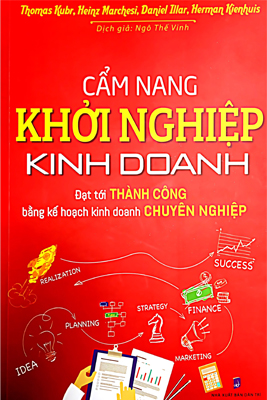 Thomas Kubr, Heinz Marchesi, Daniel Illar, Herman Kienhuis
Dịch giả: Ngô Thế Vinh
CẨM NANG
KHỞI NGHIỆP
KINH DOANH
Đạt tới THÀNH CÔNG
bằng kế hoạch kinh doanh CHUYÊN NGHIỆP
REALIZATION
SUCCESS
STRATEGY
FINANCE
PLANNING
IDEA
MARKETING